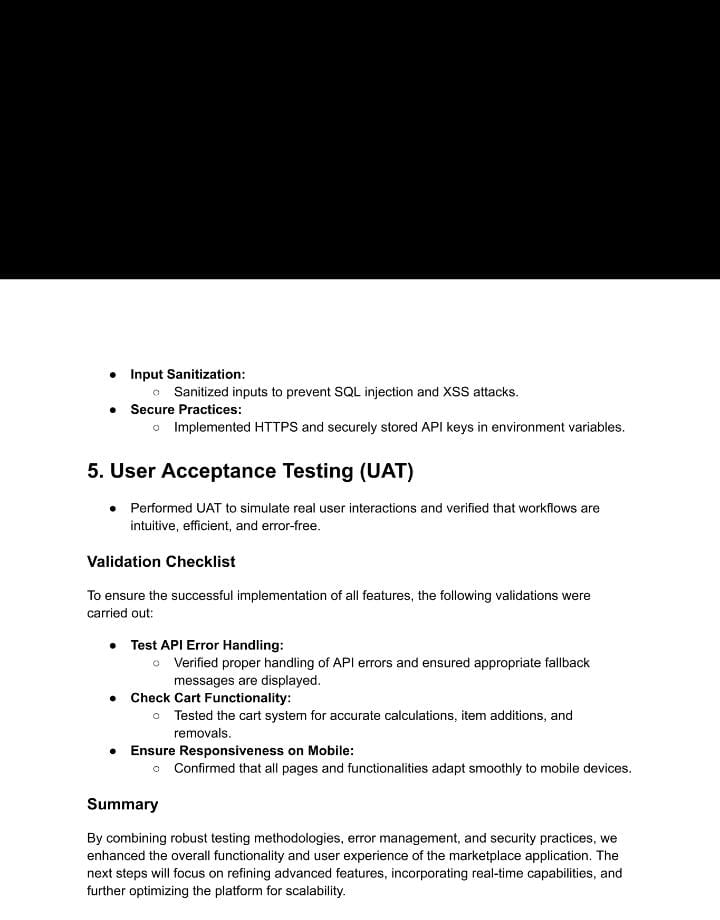 ● Input Sanitization:
○ Sanitized inputs to prevent SQL injection and XSS attacks.
● Secure Practices:
○ Implemented HTTPS and securely stored API keys in environment variables.
5. User Acceptance Testing (UAT)
● Performed UAT to simulate real user interactions and verified that workflows are
intuitive, efficient, and error-free.
Validation Checklist
To ensure the successful implementation of all features, the following validations were
carried out:
● Test API Error Handling:
○ Verified proper handling of API errors and ensured appropriate fallback
messages are displayed.
● Check Cart Functionality:
○ Tested the cart system for accurate calculations, item additions, and
removals.
● Ensure Responsiveness on Mobile:
○ Confirmed that all pages and functionalities adapt smoothly to mobile devices.
Summary
By combining robust testing methodologies, error management, and security practices, we
enhanced the overall functionality and user experience of the marketplace application. The
next steps will focus on refining advanced features, incorporating real-time capabilities, and
further optimizing the platform for scalability.